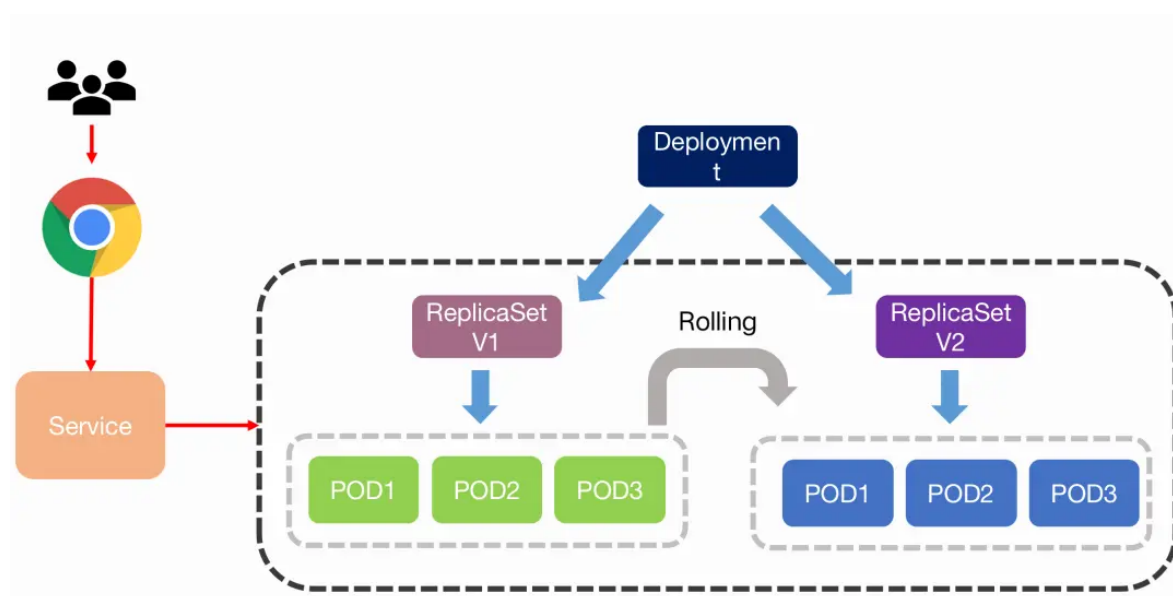 Deploymen
t
ReplicaSet
V1
Rolling
ReplicaSet
V2
Service
POD1
POD2
POD3
POD1
POD2
POD3